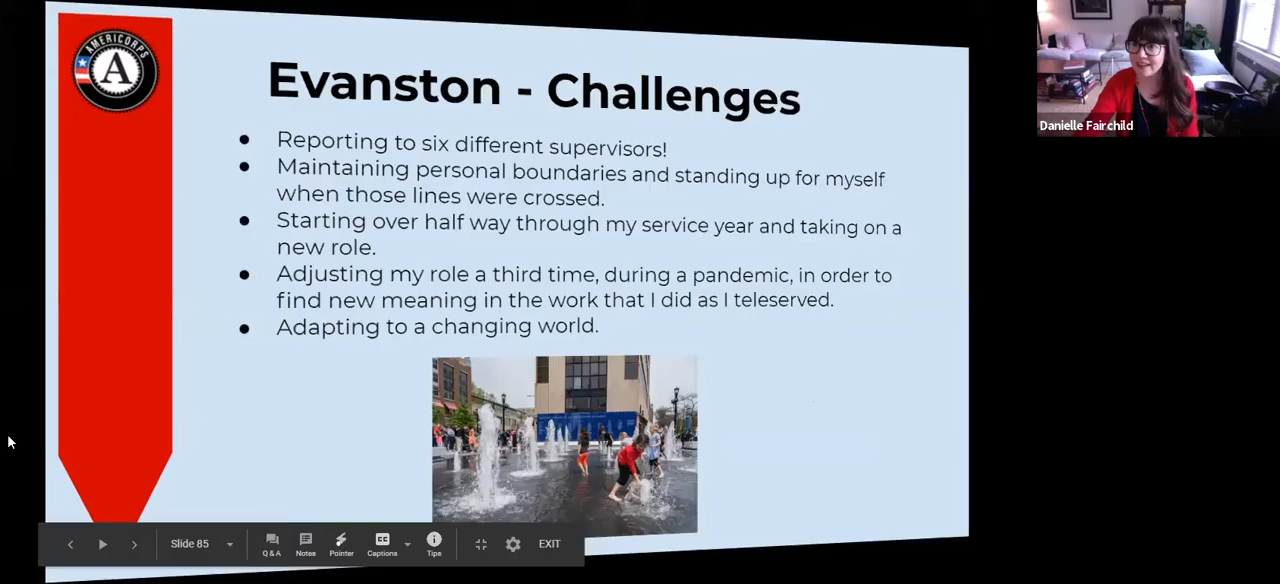 AMERICORPS
A
Evanston - Challenges
● Reporting to six different supervisors!
● Maintaining personal boundaries and standing up for myself
when those lines were crossed.
● Starting over half way through my service year and taking on a
new role.
● Adjusting my role a third time, during a pandemic, in order to
find new meaning in the work that I did as I teleserved.
● Adapting to a changing world.
Danielle Fairchild
Slide 85
Q & A
Notes
Pointer
CC
Captions
Tips
EXIT